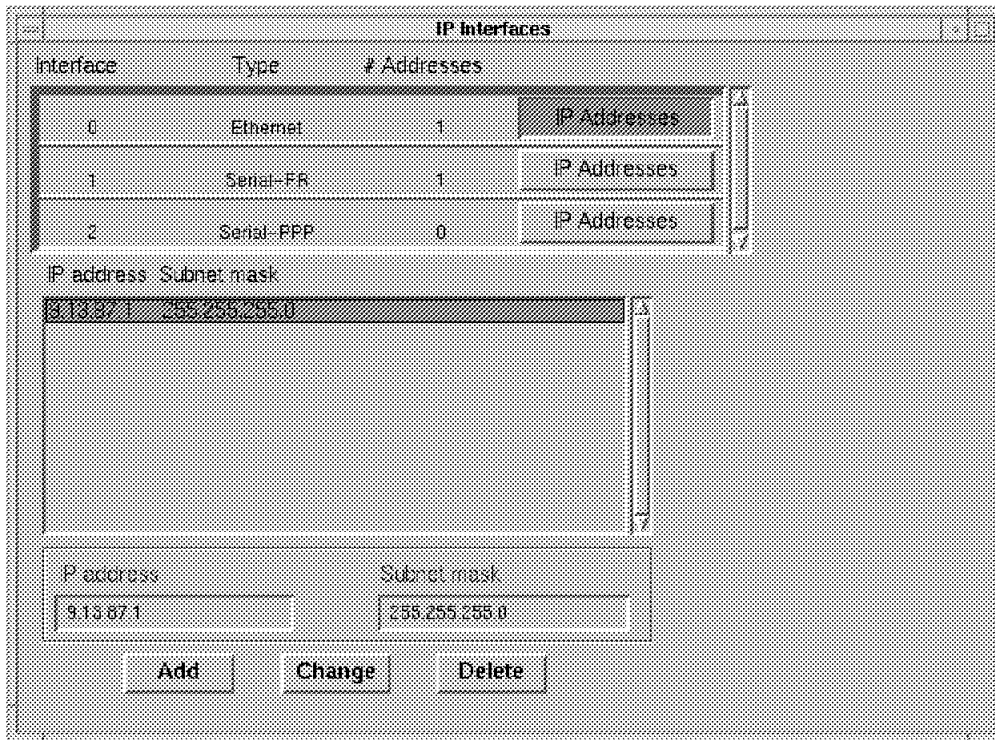 IP Interfaces
Interface Type # Addresses
0 Ethernet 1 IP Addresses
1 Serial-FR 1 IP Addresses
2 Serial-PPP 0 IP Addresses
IP address Subnet mask
9.13.87.1 255.255.255.0
IP address Subnet mask
9.13.87.1 255.255.255.0
Add Change Delete